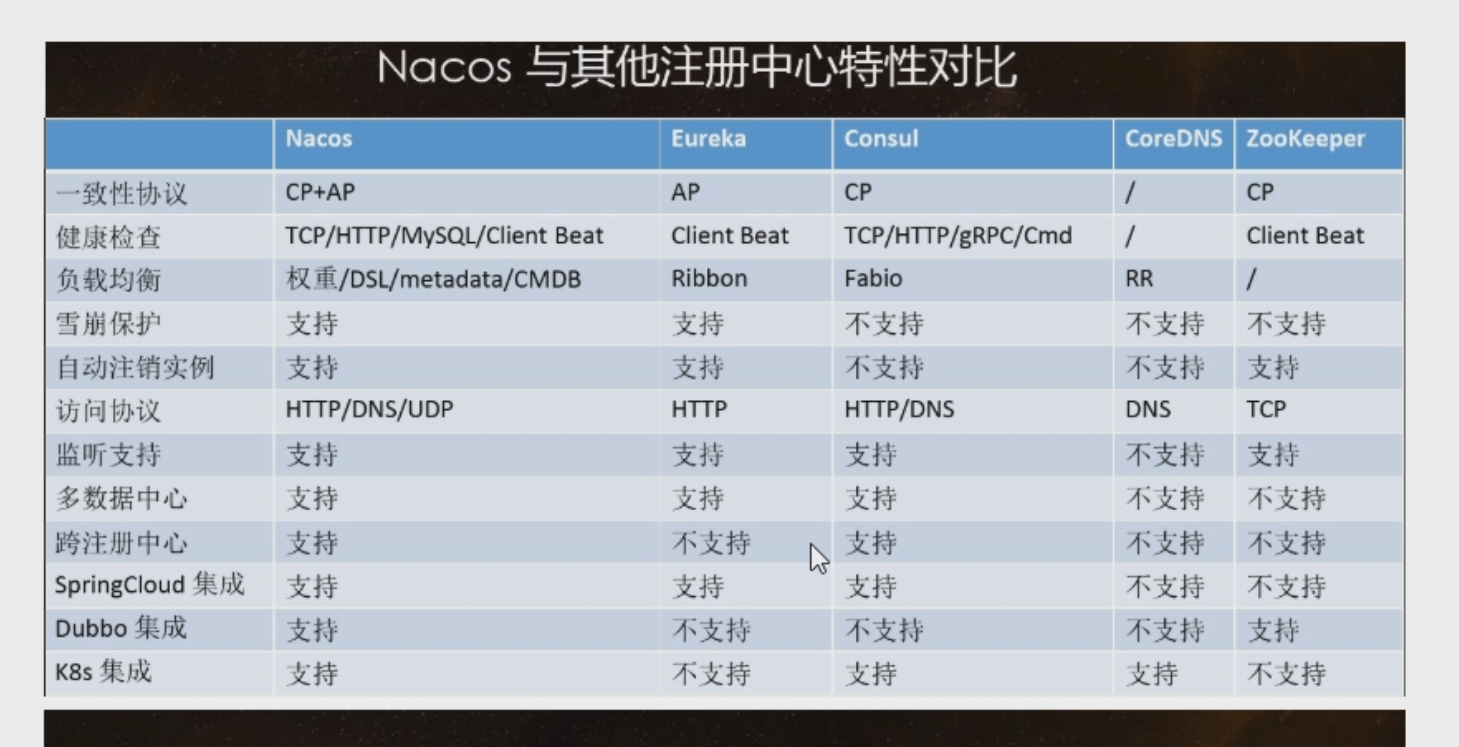 Nacos 与其他注册中心特性对比
Nacos Eureka Consul CoreDNS ZooKeeper
一致性协议 CP+AP AP CP / CP
健康检查 TCP/HTTP/MySQL/Client Beat Client Beat TCP/HTTP/gRPC/Cmd / Client Beat
负载均衡 权重/DSL/metadata/CMDB Ribbon Fabio RR /
雪崩保护 支持 支持 不支持 不支持 不支持
自动注销实例 支持 支持 不支持 不支持 支持
访问协议 HTTP/DNS/UDP HTTP HTTP/DNS DNS TCP
监听支持 支持 支持 支持 不支持 支持
多数据中心 支持 支持 支持 不支持 不支持
跨注册中心 支持 不支持 支持 不支持 不支持
SpringCloud 集成 支持 支持 支持 不支持 不支持
Dubbo 集成 支持 不支持 不支持 不支持 支持
K8s 集成 支持 不支持 支持 支持 不支持